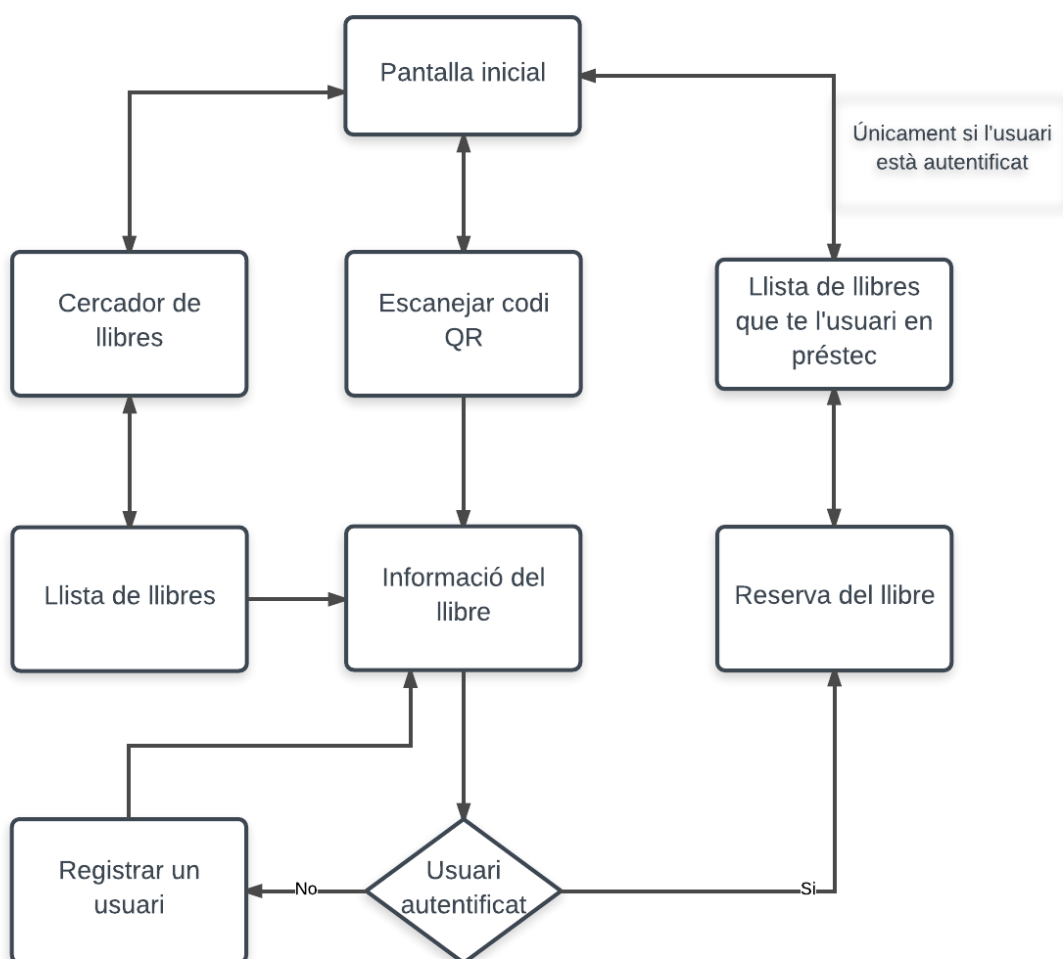 Pantalla inicial
Únicament si l'usuari
està autentificat
Cercador de
llibres
Escanejar codi
QR
Llista de llibres
que te l'usuari en
préstec
Llista de llibres
Informació del
llibre
Reserva del llibre
Registrar un
usuari
No
Usuari
autentificat
Si